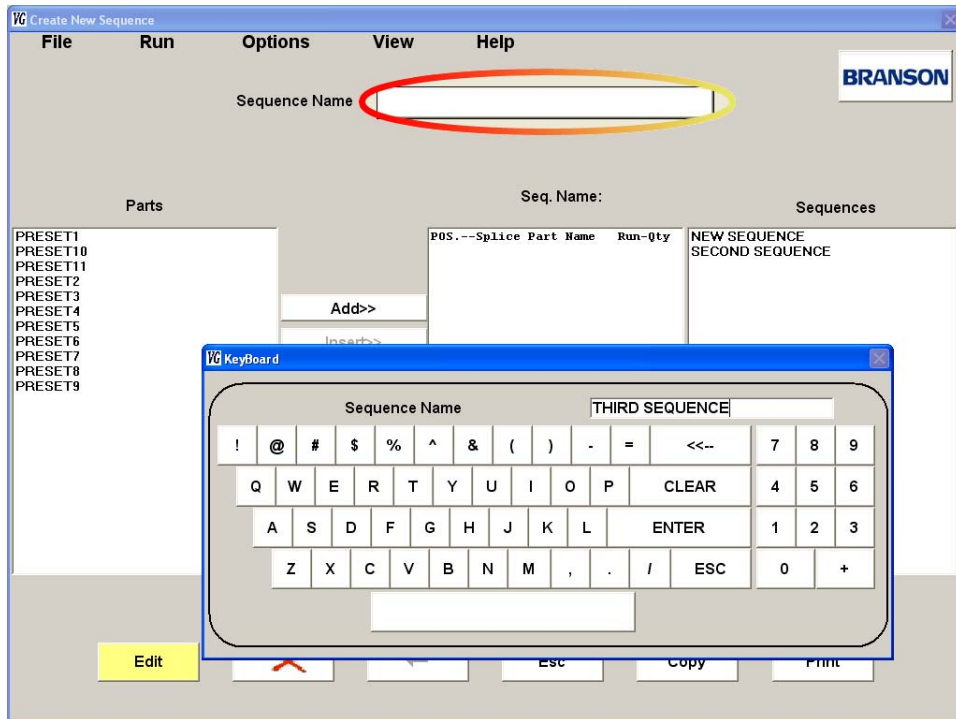 VG Create New Sequence
File Run Options View Help
BRANSON
Sequence Name
Parts
Seq. Name:
Sequences
PRESET1
PRESET10
PRESET11
PRESET2
PRESET3
PRESET4
PRESET5
PRESET6
PRESET7
PRESET8
PRESET9
POS.--Splice Part Name Run-Qty
NEW SEQUENCE
SECOND SEQUENCE
Add>>
Insert>>
VG KeyBoard
Sequence Name THIRD SEQUENCE
! @ # $ % ^ & ( ) - = <<-- 7 8 9
Q W E R T Y U I O P CLEAR 4 5 6
A S D F G H J K L ENTER 1 2 3
Z X C V B N M , . / ESC 0 +
Edit Esc Copy Print